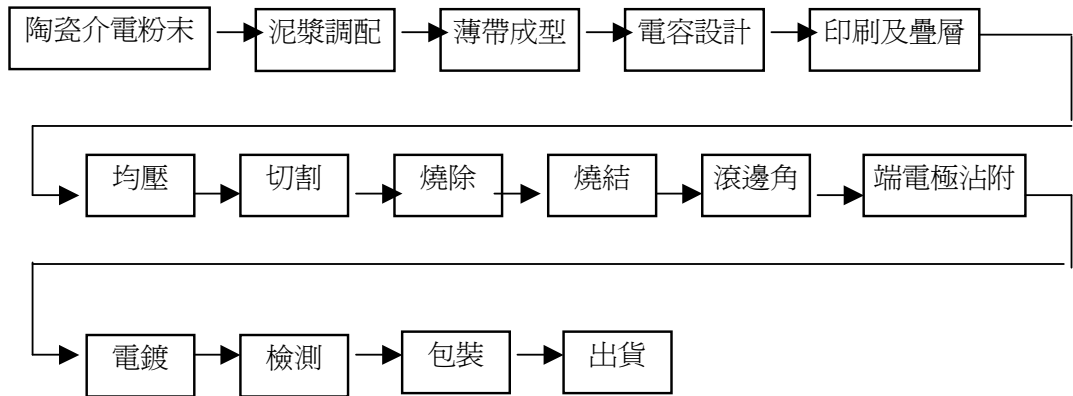 陶瓷介電粉末 泥漿調配 薄帶成型 電容設計 印刷及疊層
均壓 切割 燒除 燒結 滾邊角 端電極沾附
電鍍 檢測 包裝 出貨